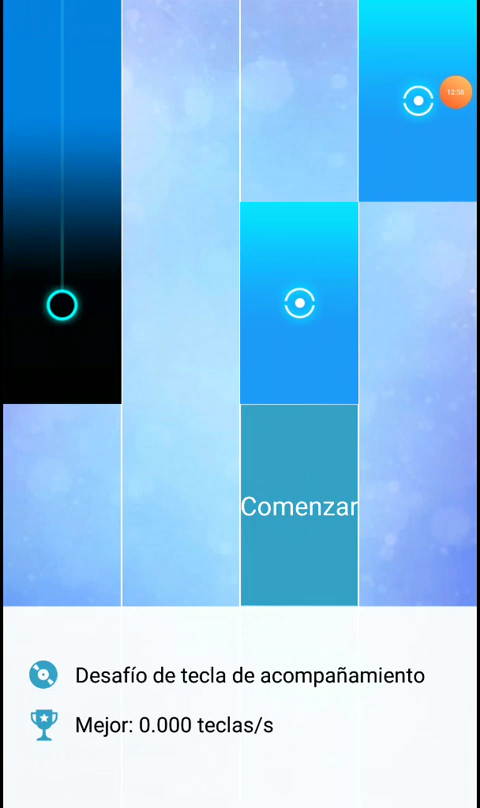 12:58
Comenzar
Desafío de tecla de acompañamiento
Mejor: 0.000 teclas/s